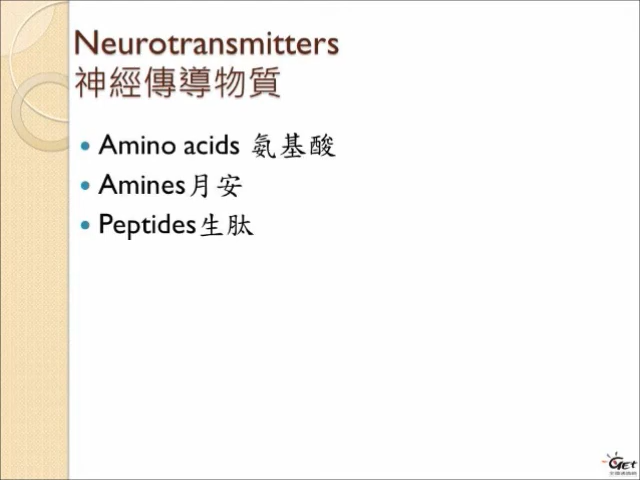 Neurotransmitters
神經傳導物質
Amino acids 氨基酸
Amines月安
Peptides生肽
GET